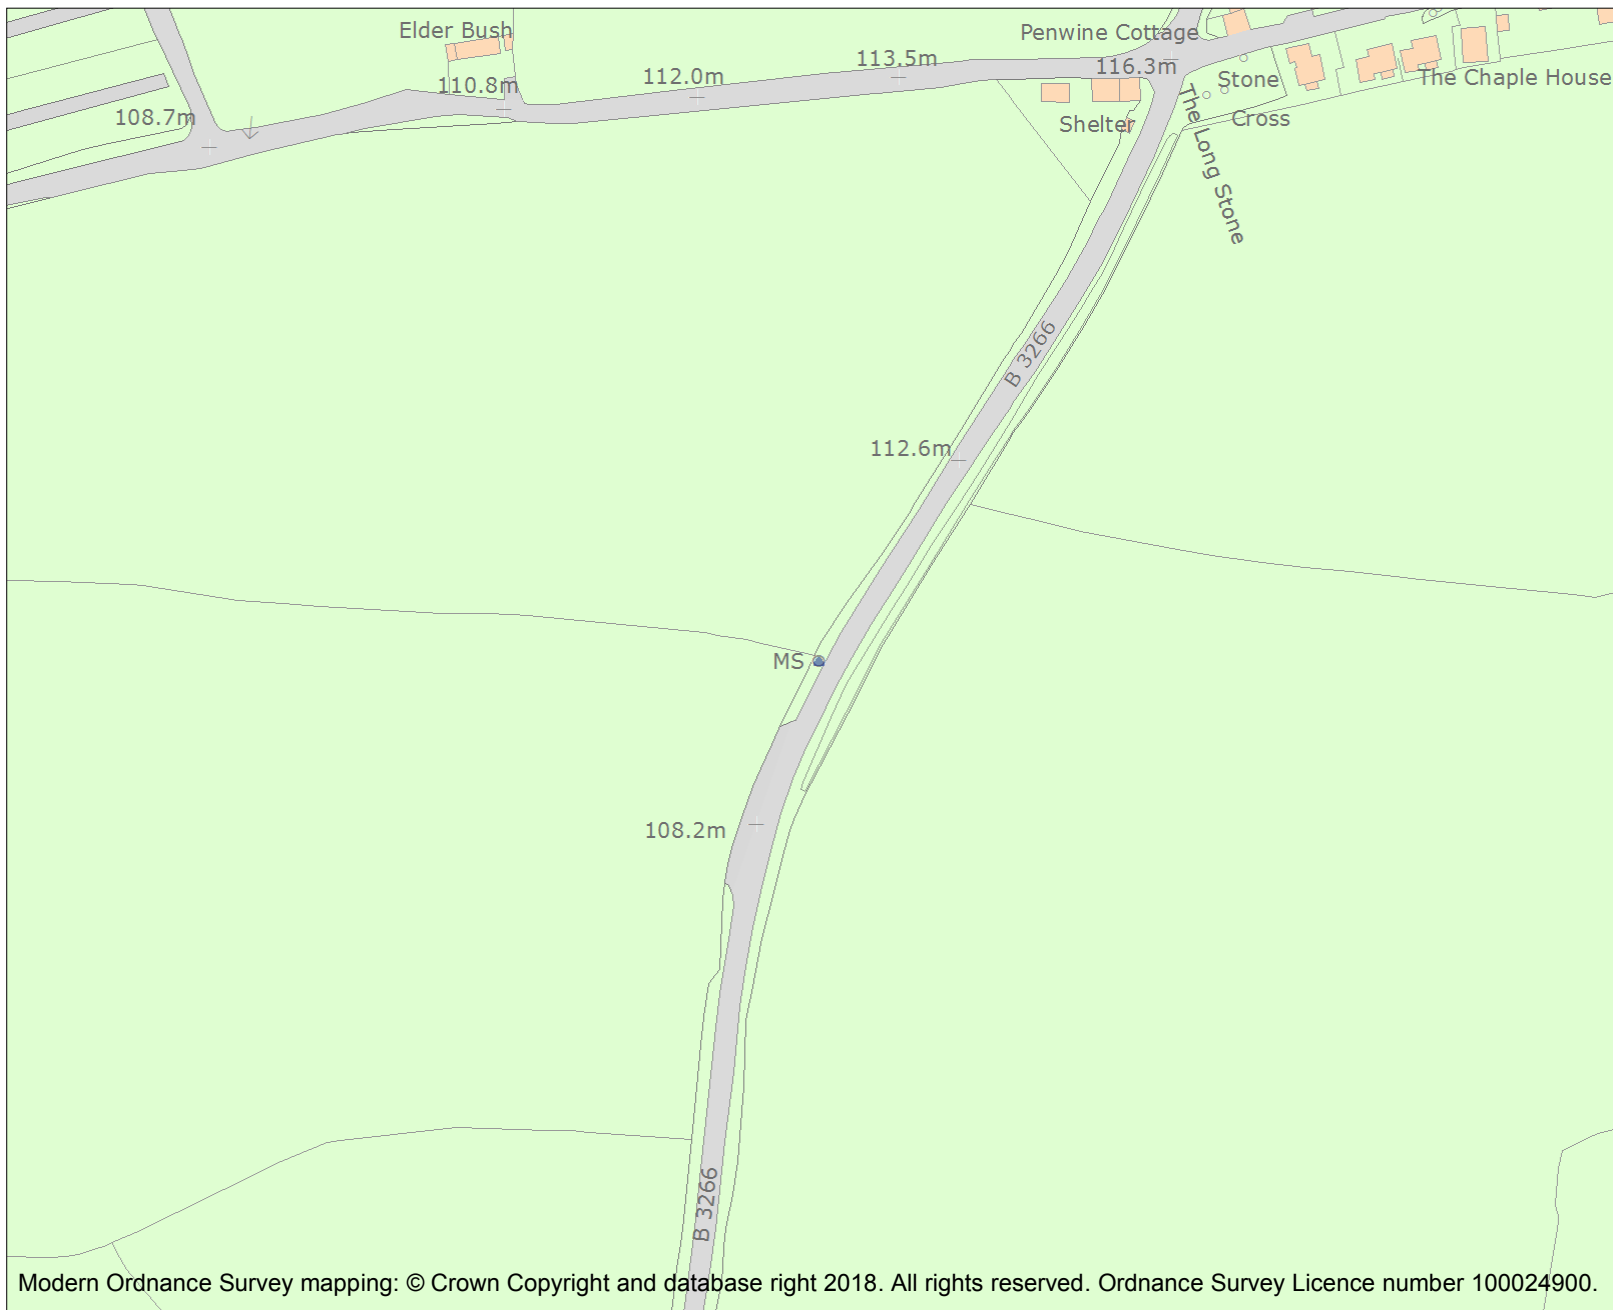 Elder Bush
Penwine Cottage
113.5m
116.3m
112.0m
110.8m
Stone
The Chaple House
108.7m
Shelter
Cross
The Long Stone
B 3266
112.6m
MS
108.2m
B 3266
Modern Ordnance Survey mapping: © Crown Copyright and database right 2018. All rights reserved. Ordnance Survey Licence number 100024900.